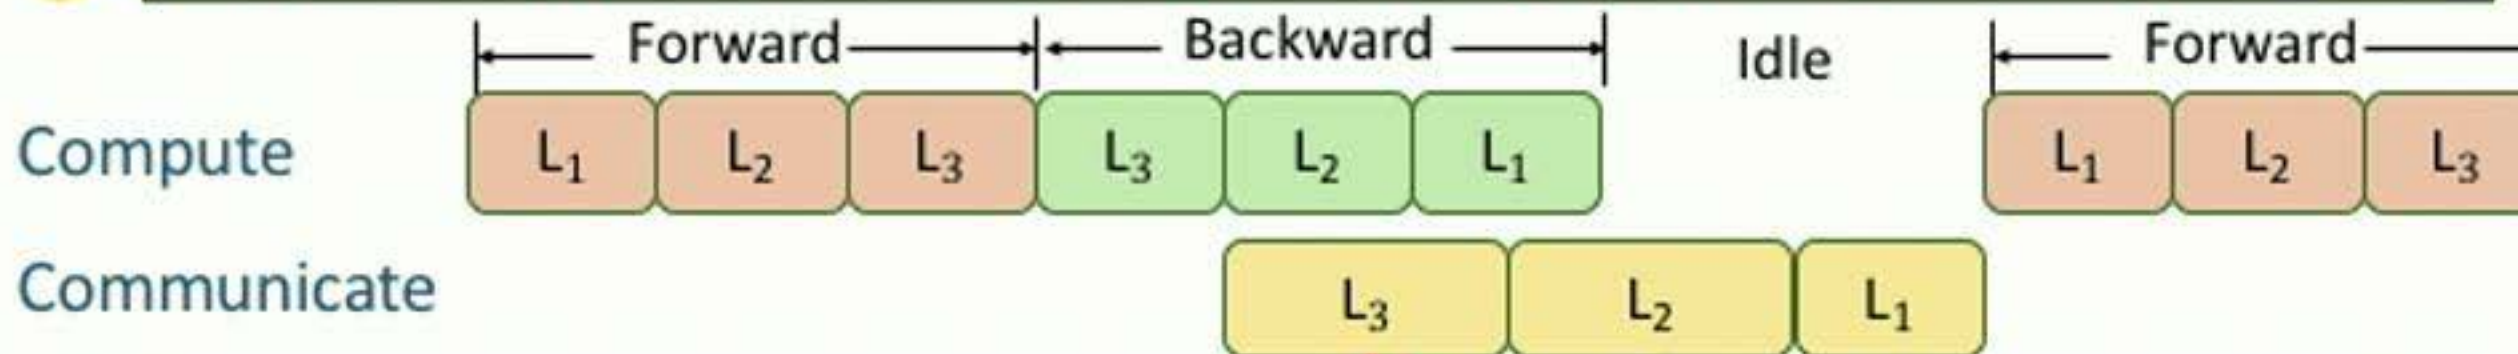 Forward Backward Idle Forward
Compute L₁ L₂ L₃ L₃ L₂ L₁ L₁ L₂ L₃
Communicate L₃ L₂ L₁